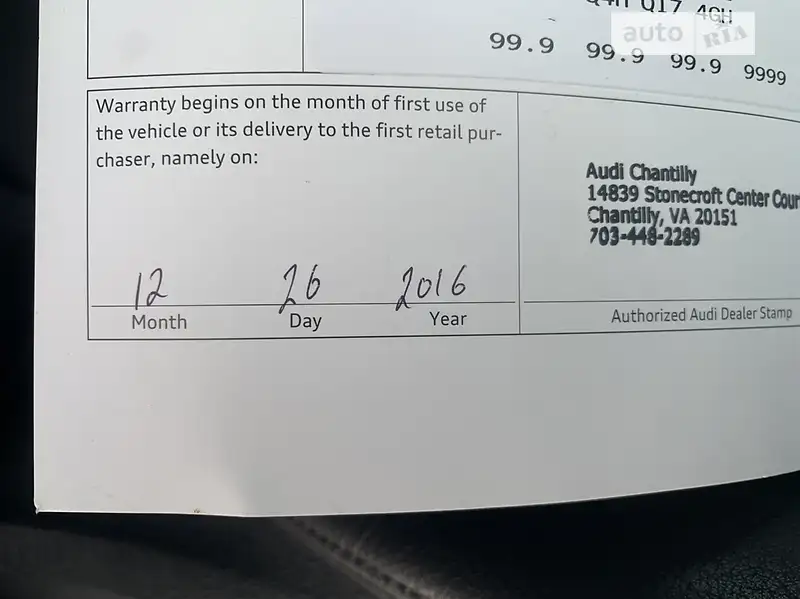 Q17 4GH
99.9 99.9 99.9 9999
auto RIA
Warranty begins on the month of first use of
the vehicle or its delivery to the first retail pur-
chaser, namely on:
Audi Chantilly
14839 Stonecroft Center Cour
Chantilly, VA 20151
703-448-2289
12 26 2016
Month Day Year
Authorized Audi Dealer Stamp